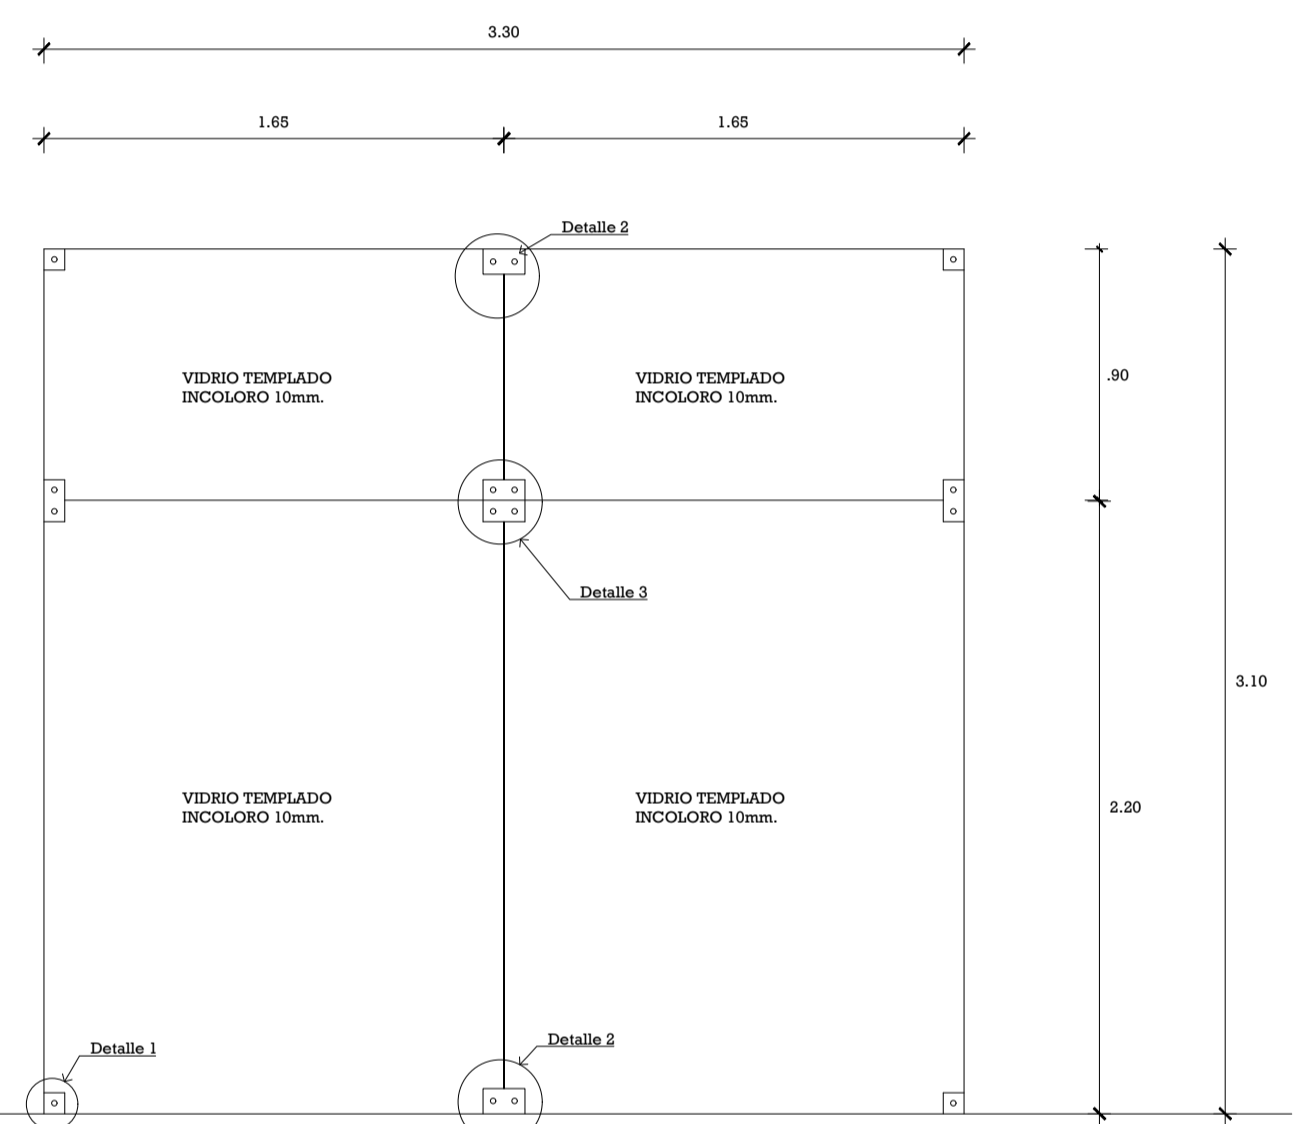 3.30
1.65
1.65
Detalle 2
VIDRIO TEMPLADO
INCOLORO 10mm.
VIDRIO TEMPLADO
INCOLORO 10mm.
.90
Detalle 3
3.10
VIDRIO TEMPLADO
INCOLORO 10mm.
VIDRIO TEMPLADO
INCOLORO 10mm.
2.20
Detalle 1
Detalle 2